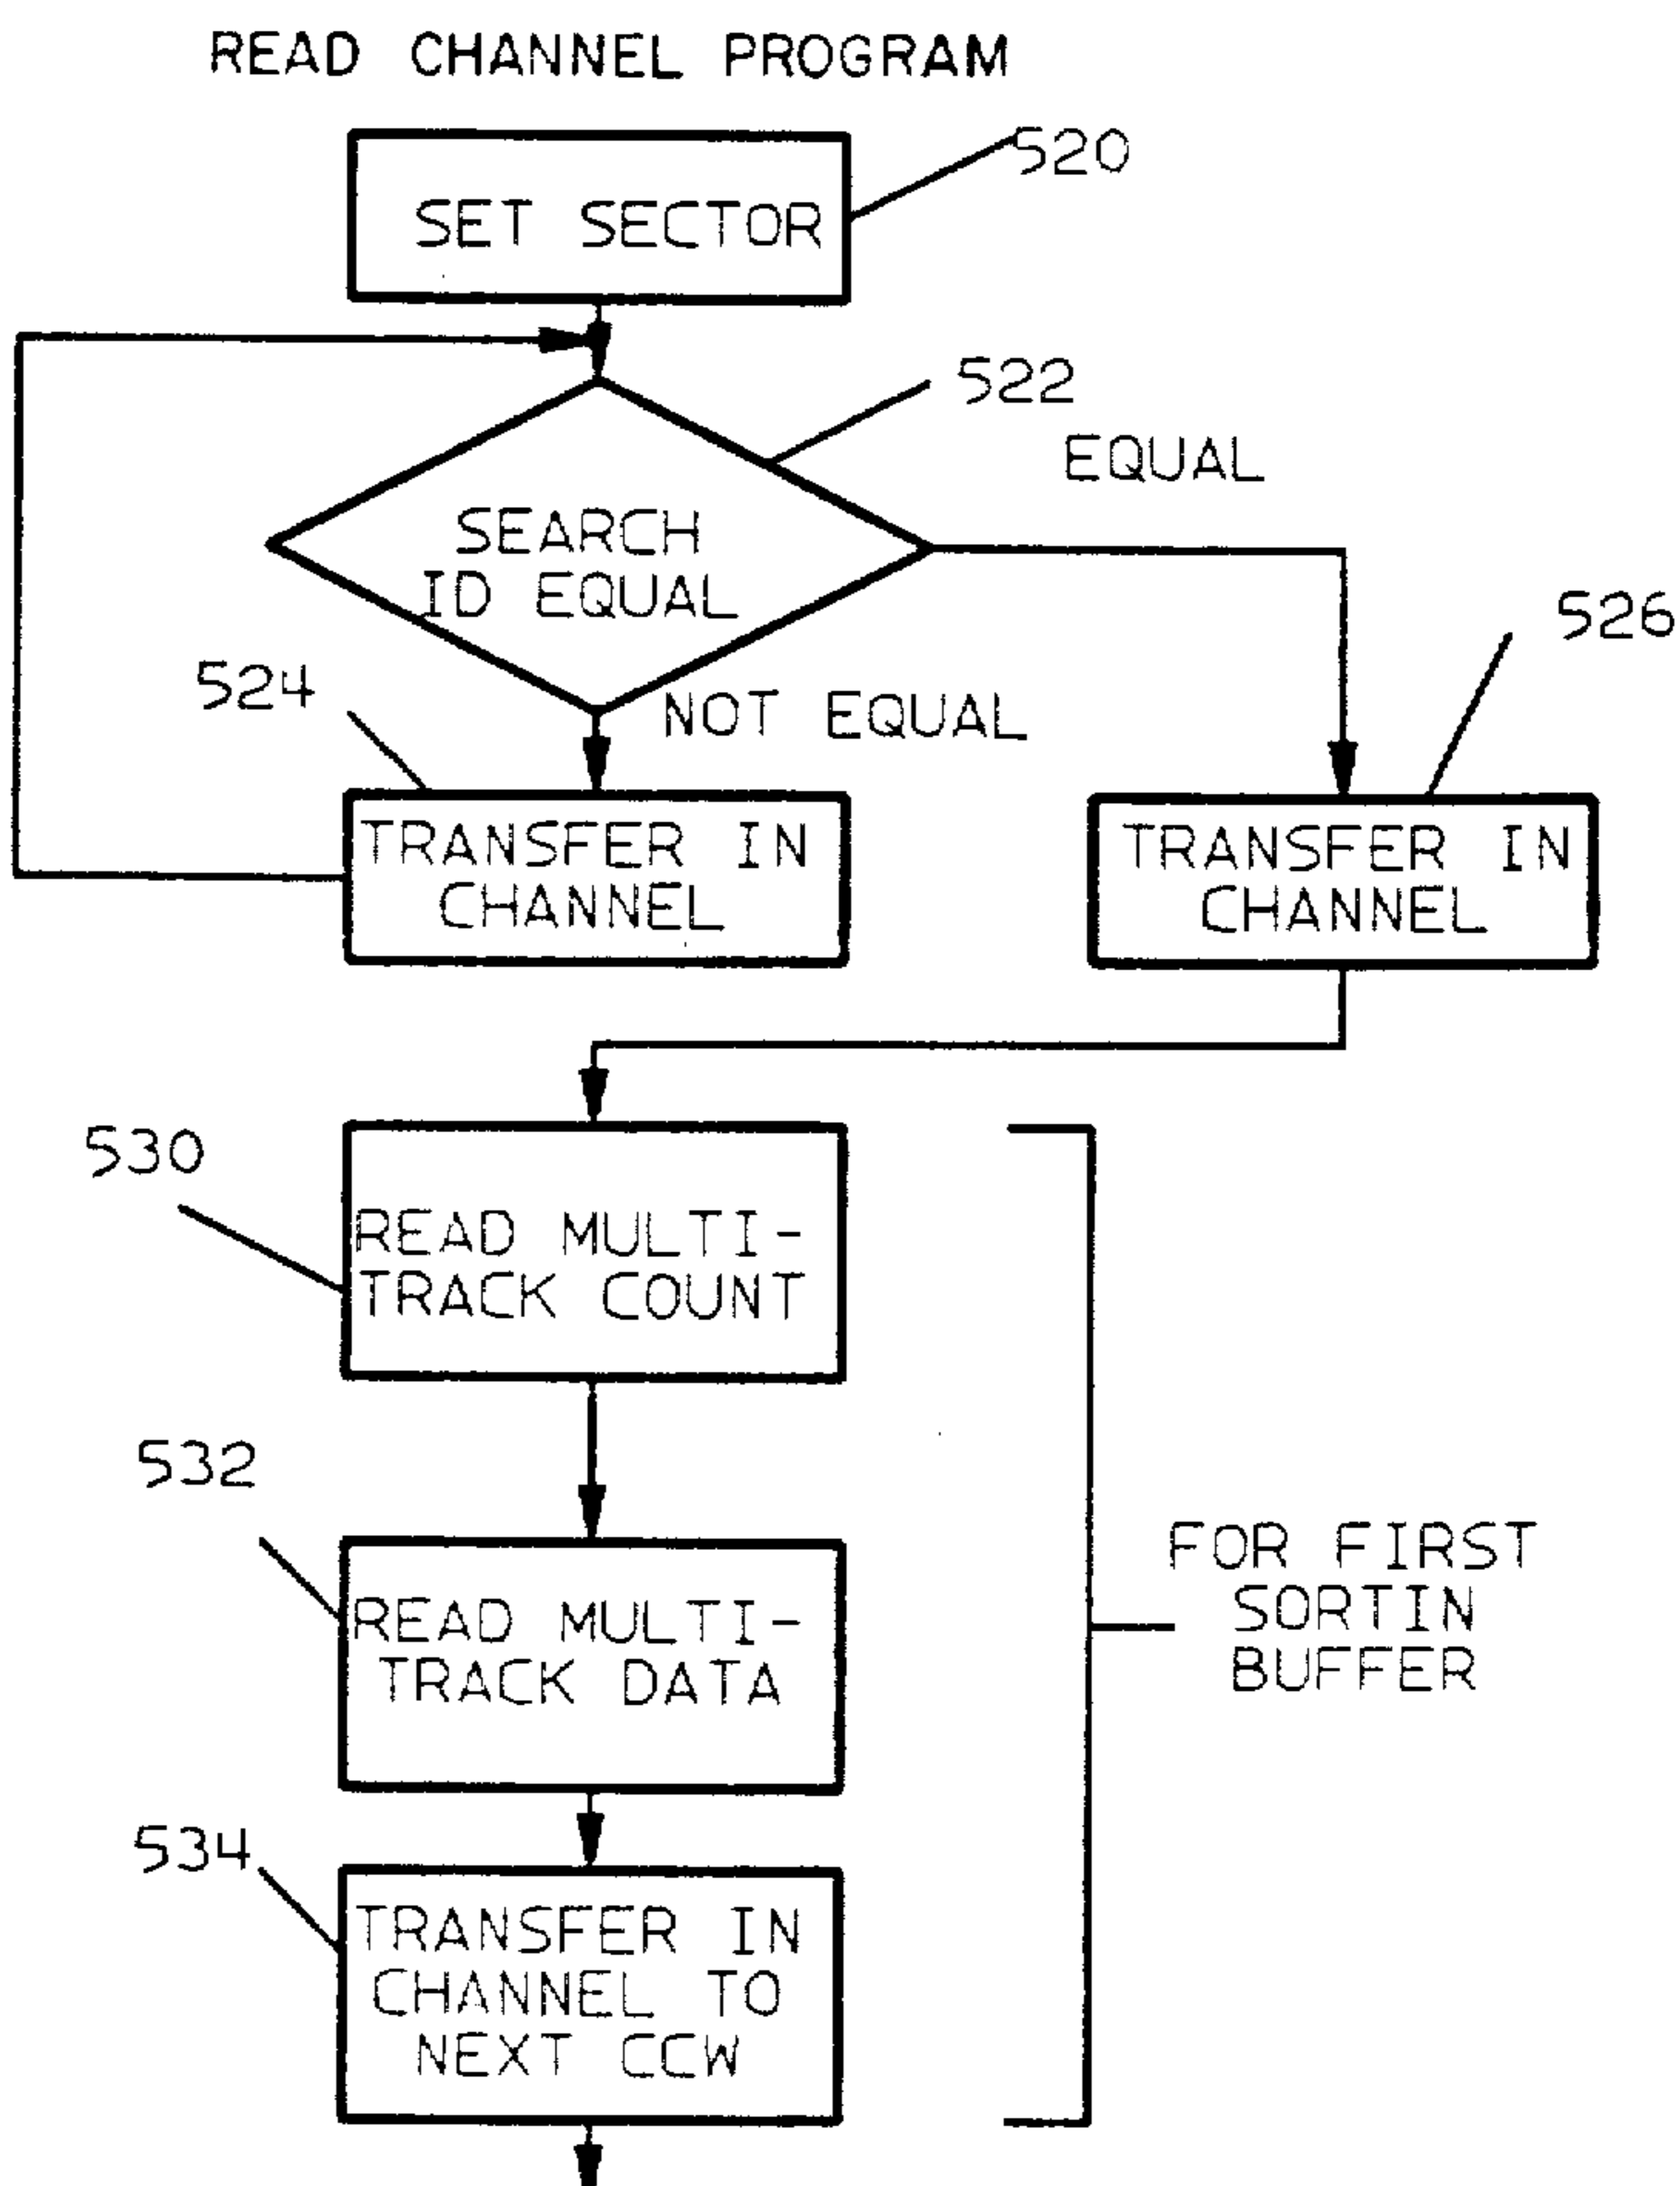 READ CHANNEL PROGRAM
520
SET SECTOR
522
EQUAL
SEARCH
ID EQUAL
526
524
NOT EQUAL
TRANSFER IN
CHANNEL
TRANSFER IN
CHANNEL
530
READ MULTI-
TRACK COUNT
532
READ MULTI-
TRACK DATA
FOR FIRST
SORTIN
BUFFER
534
TRANSFER IN
CHANNEL TO
NEXT CCW